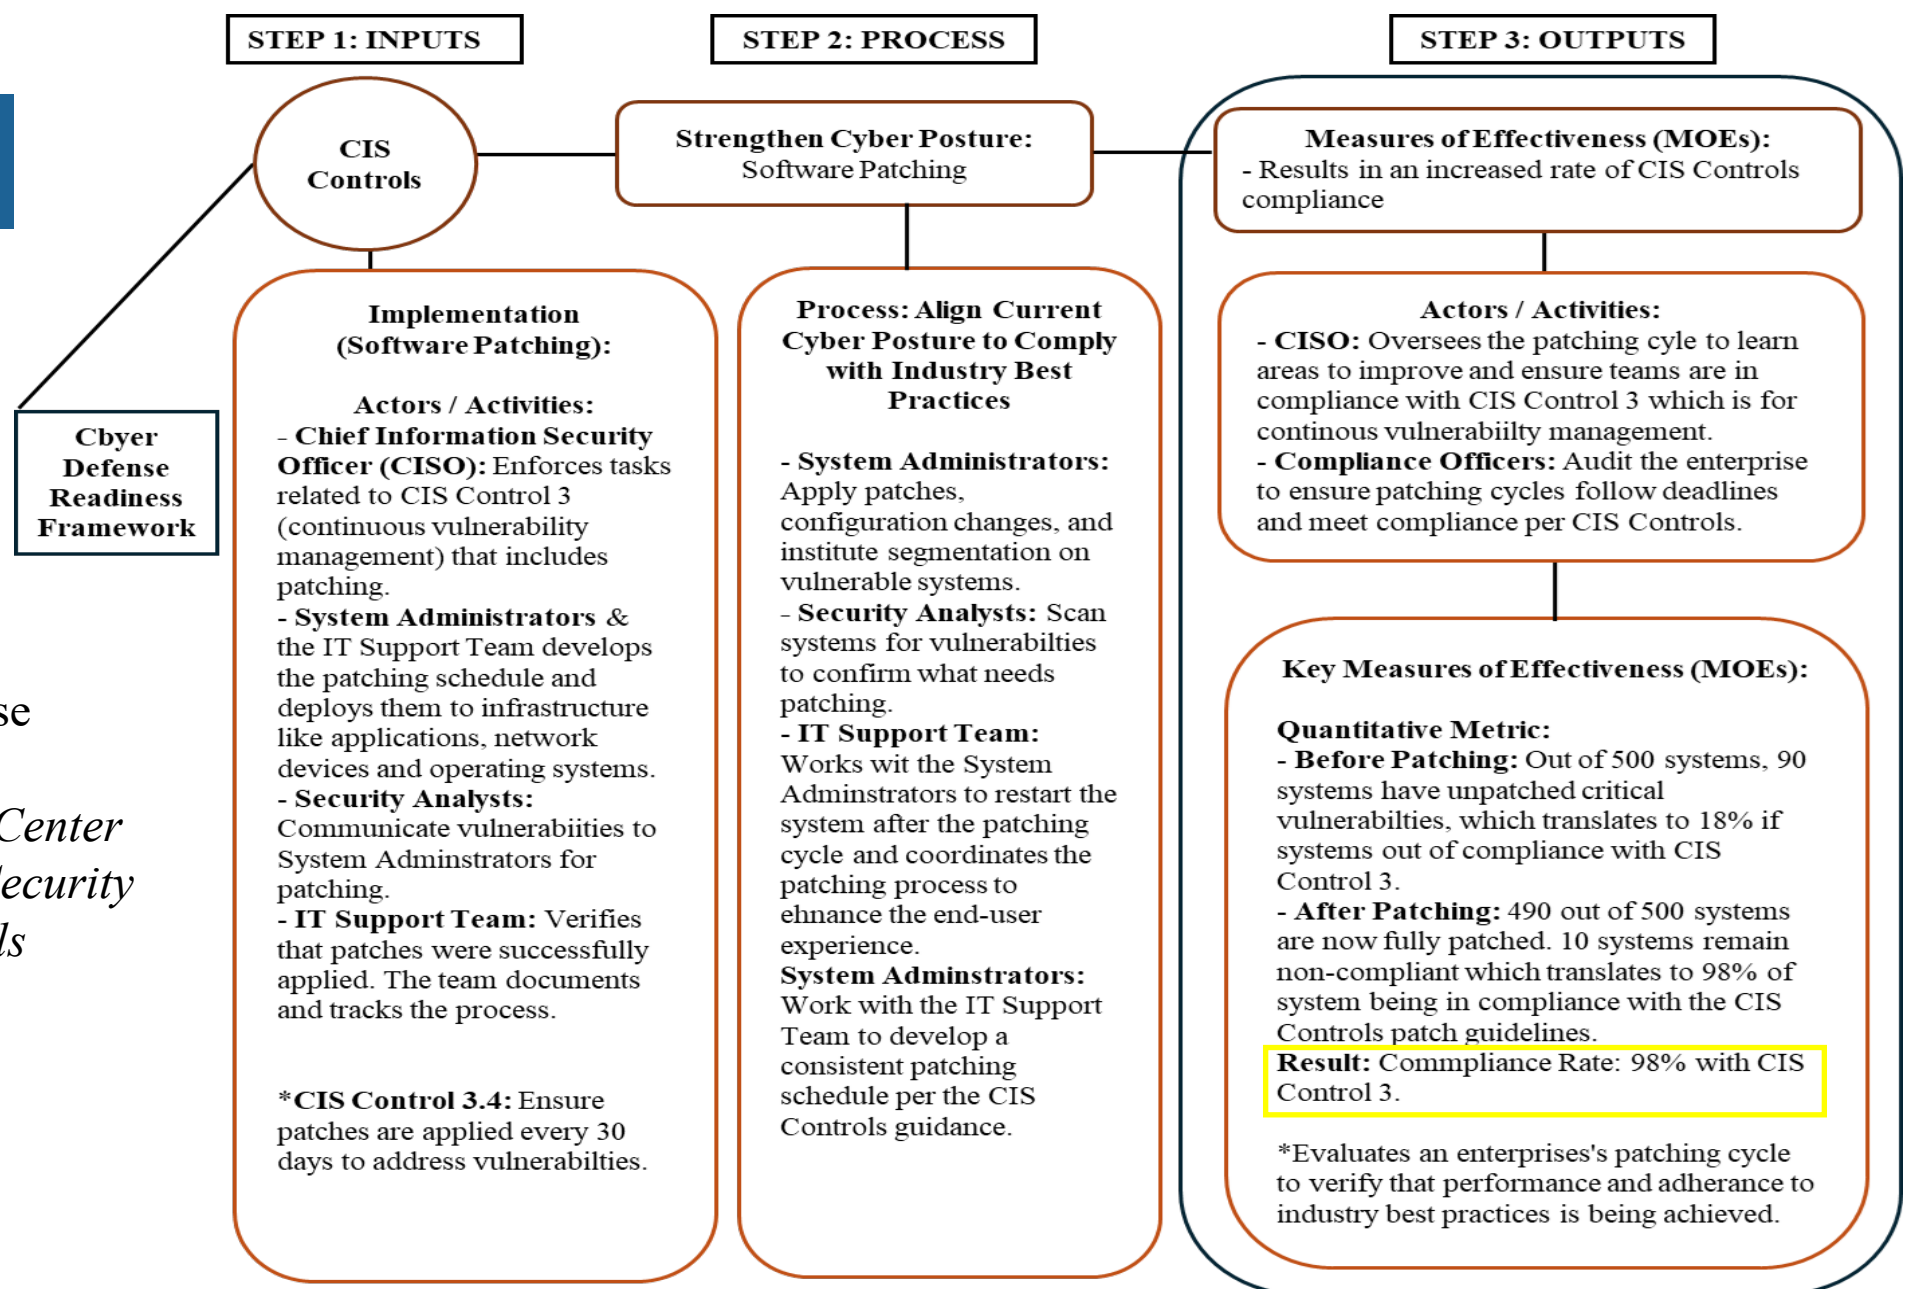 STEP 1: INPUTS
STEP 2: PROCESS
STEP 3: OUTPUTS
CIS
Controls
Strengthen Cyber Posture:
Software Patching
Measures of Effectiveness (MOEs):
- Results in an increased rate of CIS Controls
compliance
Cbyer
Defense
Readiness
Framework
se
Center
Security
ls
Implementation
(Software Patching):
Actors / Activities:
- Chief Information Security
Officer (CISO): Enforces tasks
related to CIS Control 3
(continuous vulnerability
management) that includes
patching.
- System Administrators &
the IT Support Team develops
the patching schedule and
deploys them to infrastructure
like applications, network
devices and operating systems.
- Security Analysts:
Communicate vulnerabiities to
System Adminstrators for
patching.
- IT Support Team: Verifies
that patches were successfully
applied. The team documents
and tracks the process.
*CIS Control 3.4: Ensure
patches are applied every 30
days to address vulnerabilties.
Process: Align Current
Cyber Posture to Comply
with Industry Best
Practices
- System Administrators:
Apply patches,
configuration changes, and
institute segmentation on
vulnerable systems.
- Security Analysts: Scan
systems for vulnerabilties
to confirm what needs
patching.
- IT Support Team:
Works wit the System
Adminstrators to restart the
system after the patching
cycle and coordinates the
patching process to
ehnance the end-user
experience.
System Adminstrators:
Work with the IT Support
Team to develop a
consistent patching
schedule per the CIS
Controls guidance.
Actors / Activities:
- CISO: Oversees the patching cyle to learn
areas to improve and ensure teams are in
compliance with CIS Control 3 which is for
continous vulnerabiilty management.
- Compliance Officers: Audit the enterprise
to ensure patching cycles follow deadlines
and meet compliance per CIS Controls.
Key Measures of Effectiveness (MOEs):
Quantitative Metric:
- Before Patching: Out of 500 systems, 90
systems have unpatched critical
vulnerabilties, which translates to 18% if
systems out of compliance with CIS
Control 3.
- After Patching: 490 out of 500 systems
are now fully patched. 10 systems remain
non-compliant which translates to 98% of
system being in compliance with the CIS
Controls patch guidelines.
Result: Commpliance Rate: 98% with CIS
Control 3.
*Evaluates an enterprises's patching cycle
to verify that performance and adherance to
industry best practices is being achieved.